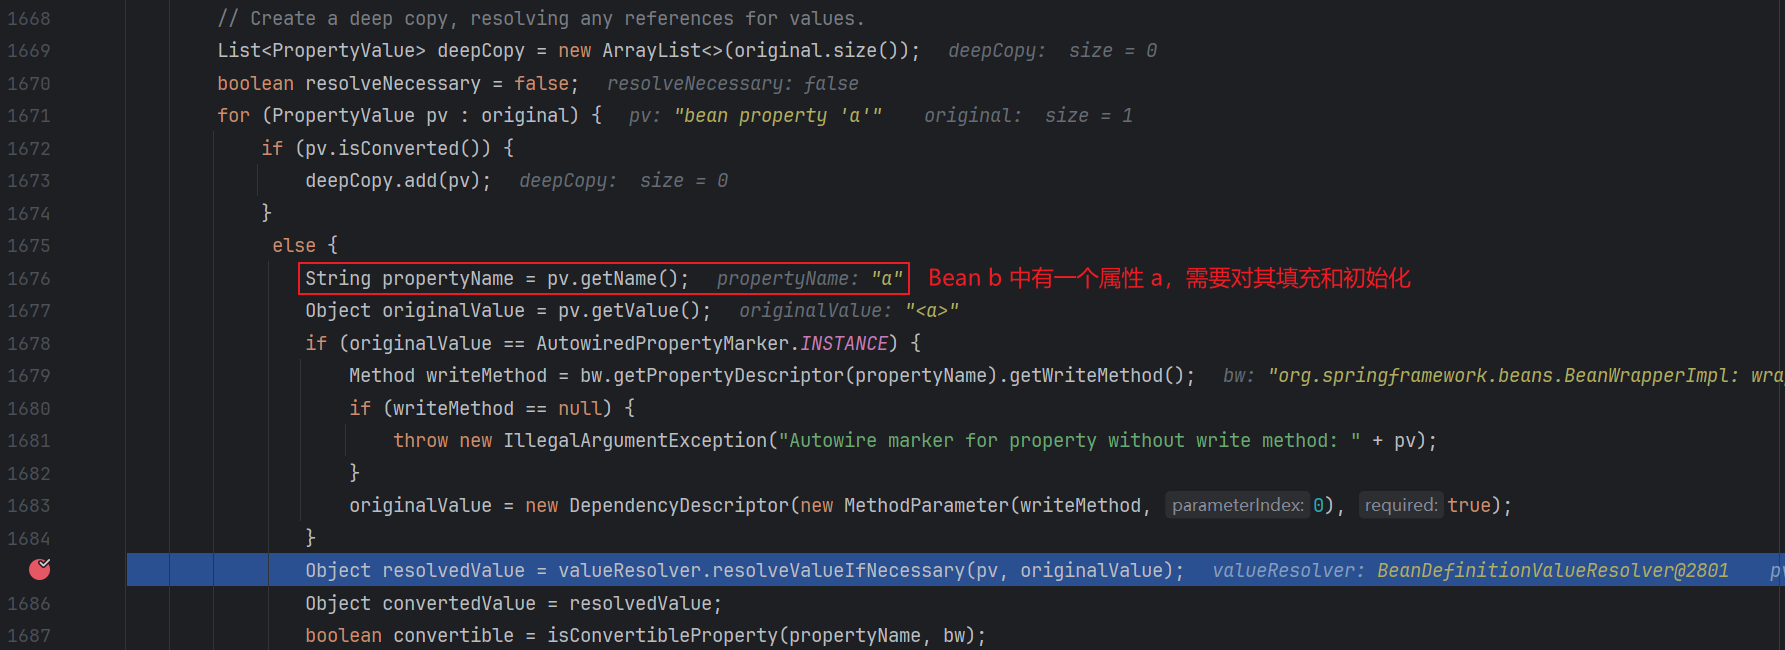 1668 // Create a deep copy, resolving any references for values.
1669 List<PropertyValue> deepCopy = new ArrayList<>(original.size()); deepCopy: size = 0
1670 boolean resolveNecessary = false; resolveNecessary: false
1671 for (PropertyValue pv : original) { pv: "bean property 'a'" original: size = 1
1672 if (pv.isConverted()) {
1673 deepCopy.add(pv); deepCopy: size = 0
1674 }
1675 else {
1676 String propertyName = pv.getName(); propertyName: "a" Bean b 中有一个属性 a，需要对其填充和初始化
1677 Object originalValue = pv.getValue(); originalValue: "<a>"
1678 if (originalValue == AutowiredPropertyMarker.INSTANCE) {
1679 Method writeMethod = bw.getPropertyDescriptor(propertyName).getWriteMethod(); bw: "org.springframework.beans.BeanWrapperImpl: wra
1680 if (writeMethod == null) {
1681 throw new IllegalArgumentException("Autowire marker for property without write method: " + pv);
1682 }
1683 originalValue = new DependencyDescriptor(new MethodParameter(writeMethod, parameterIndex: 0), required: true);
1684 }
Object resolvedValue = valueResolver.resolveValueIfNecessary(pv, originalValue); valueResolver: BeanDefinitionValueResolver@2801 pv
1686 Object convertedValue = resolvedValue;
1687 boolean convertible = isConvertibleProperty(propertyName, bw);